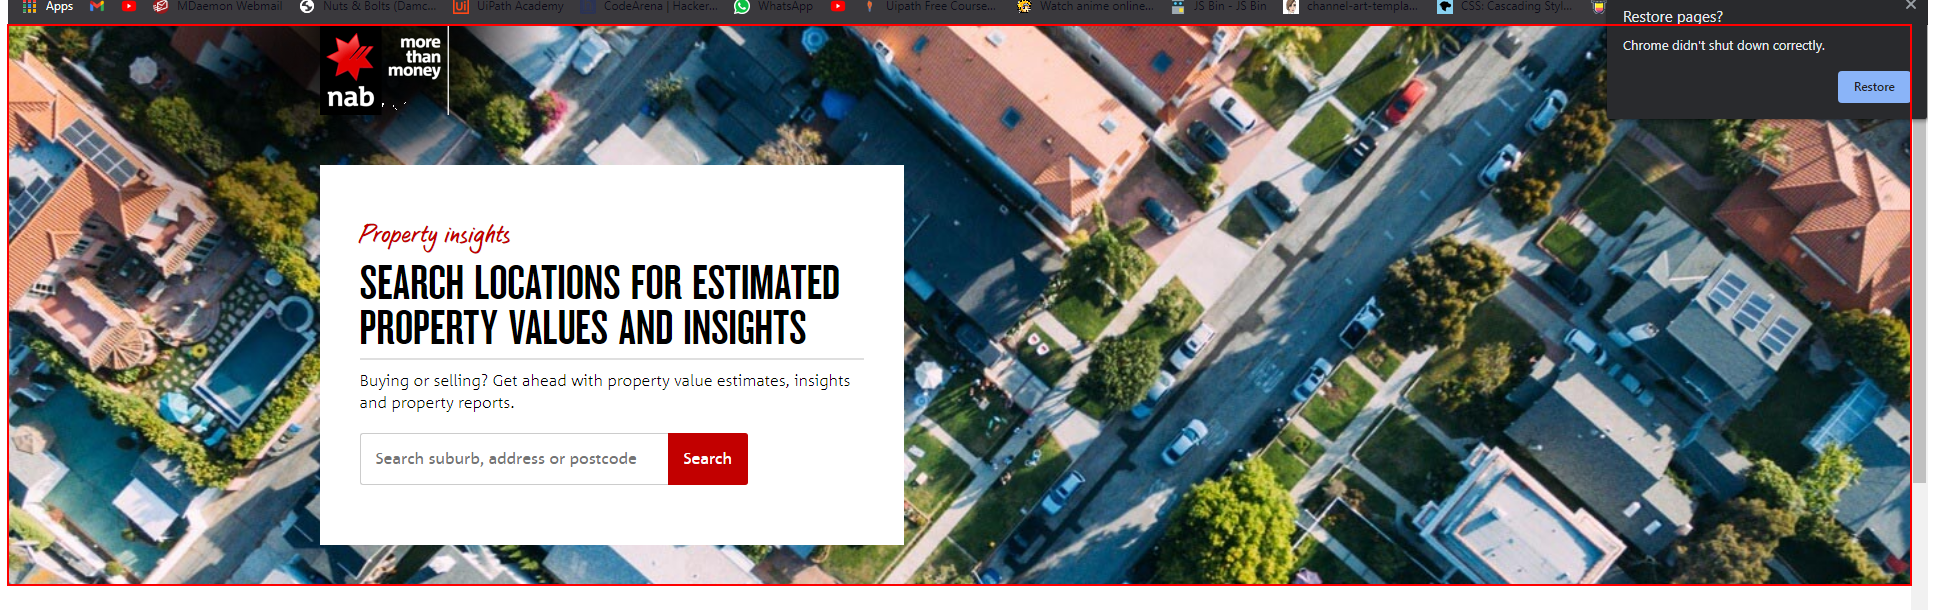 Apps MDaemon Webmail Nuts & Bolts (Damc... UiPath Academy CodeArena | Hacker... WhatsApp Uipath Free Course... Watch anime online... JS Bin - JS Bin channel-art-templa... CSS: Cascading Styl...
Restore pages?
Chrome didn't shut down correctly.
Restore
more
than
money
nab
Property insights
SEARCH LOCATIONS FOR ESTIMATED
PROPERTY VALUES AND INSIGHTS
Buying or selling? Get ahead with property value estimates, insights
and property reports.
Search suburb, address or postcode Search